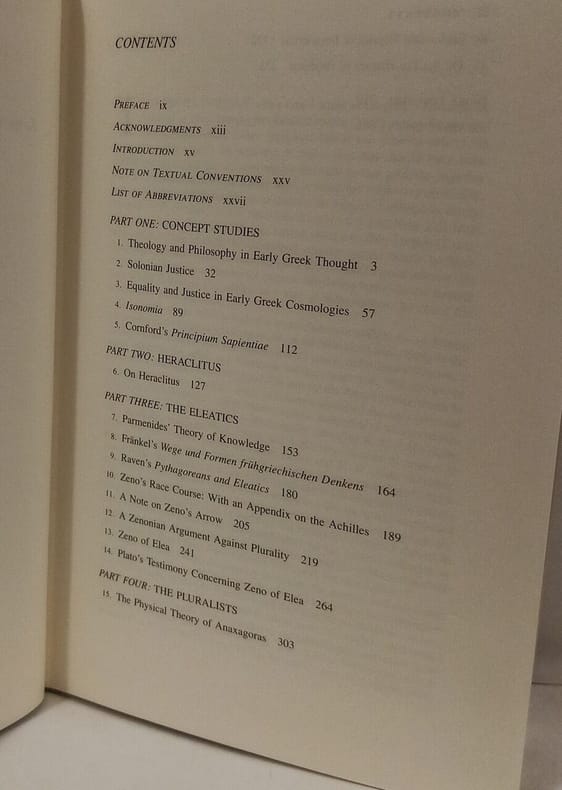 CONTENTS
PREFACE ix
ACKNOWLEDGMENTS xiii
INTRODUCTION xv
NOTE ON TEXTUAL CONVENTIONS xxv
LIST OF ABBREVIATIONS xxvii
PART ONE: CONCEPT STUDIES
1. Theology and Philosophy in Early Greek Thought 3
2. Solonian Justice 32
3. Equality and Justice in Early Greek Cosmologies 57
4. Isonomia 89
5. Cornford's Principium Sapientiae 112
PART TWO: HERACLITUS
6. On Heraclitus 127
PART THREE: THE ELEATICS
7. Parmenides' Theory of Knowledge 153
8. Fränkel's Wege und Formen frühgriechischen Denkens 164
9. Raven's Pythagoreans and Eleatics 180
10. Zeno's Race Course: With an Appendix on the Achilles 189
11. A Note on Zeno's Arrow 205
12. A Zenonian Argument Against Plurality 219
13. Zeno of Elea 241
14. Plato's Testimony Concerning Zeno of Elea 264
PART FOUR: THE PLURALISTS
15. The Physical Theory of Anaxagoras 303